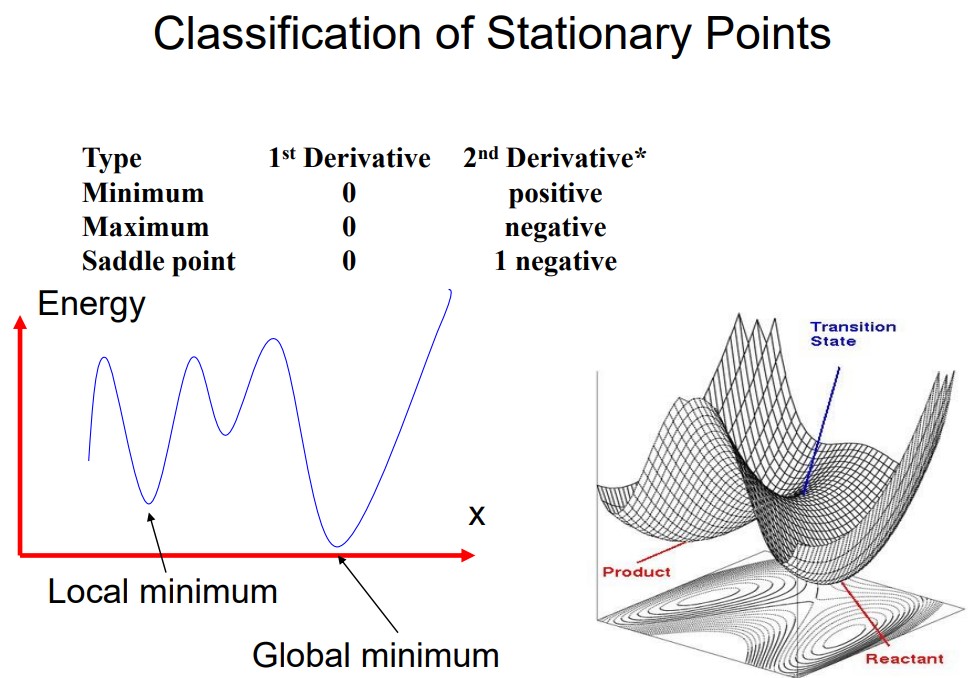 Classification of Stationary Points
Type 1st Derivative 2nd Derivative*
Minimum 0 positive
Maximum 0 negative
Saddle point 0 1 negative
Energy
x
Local minimum
Global minimum
Transition
State
Product
Reactant